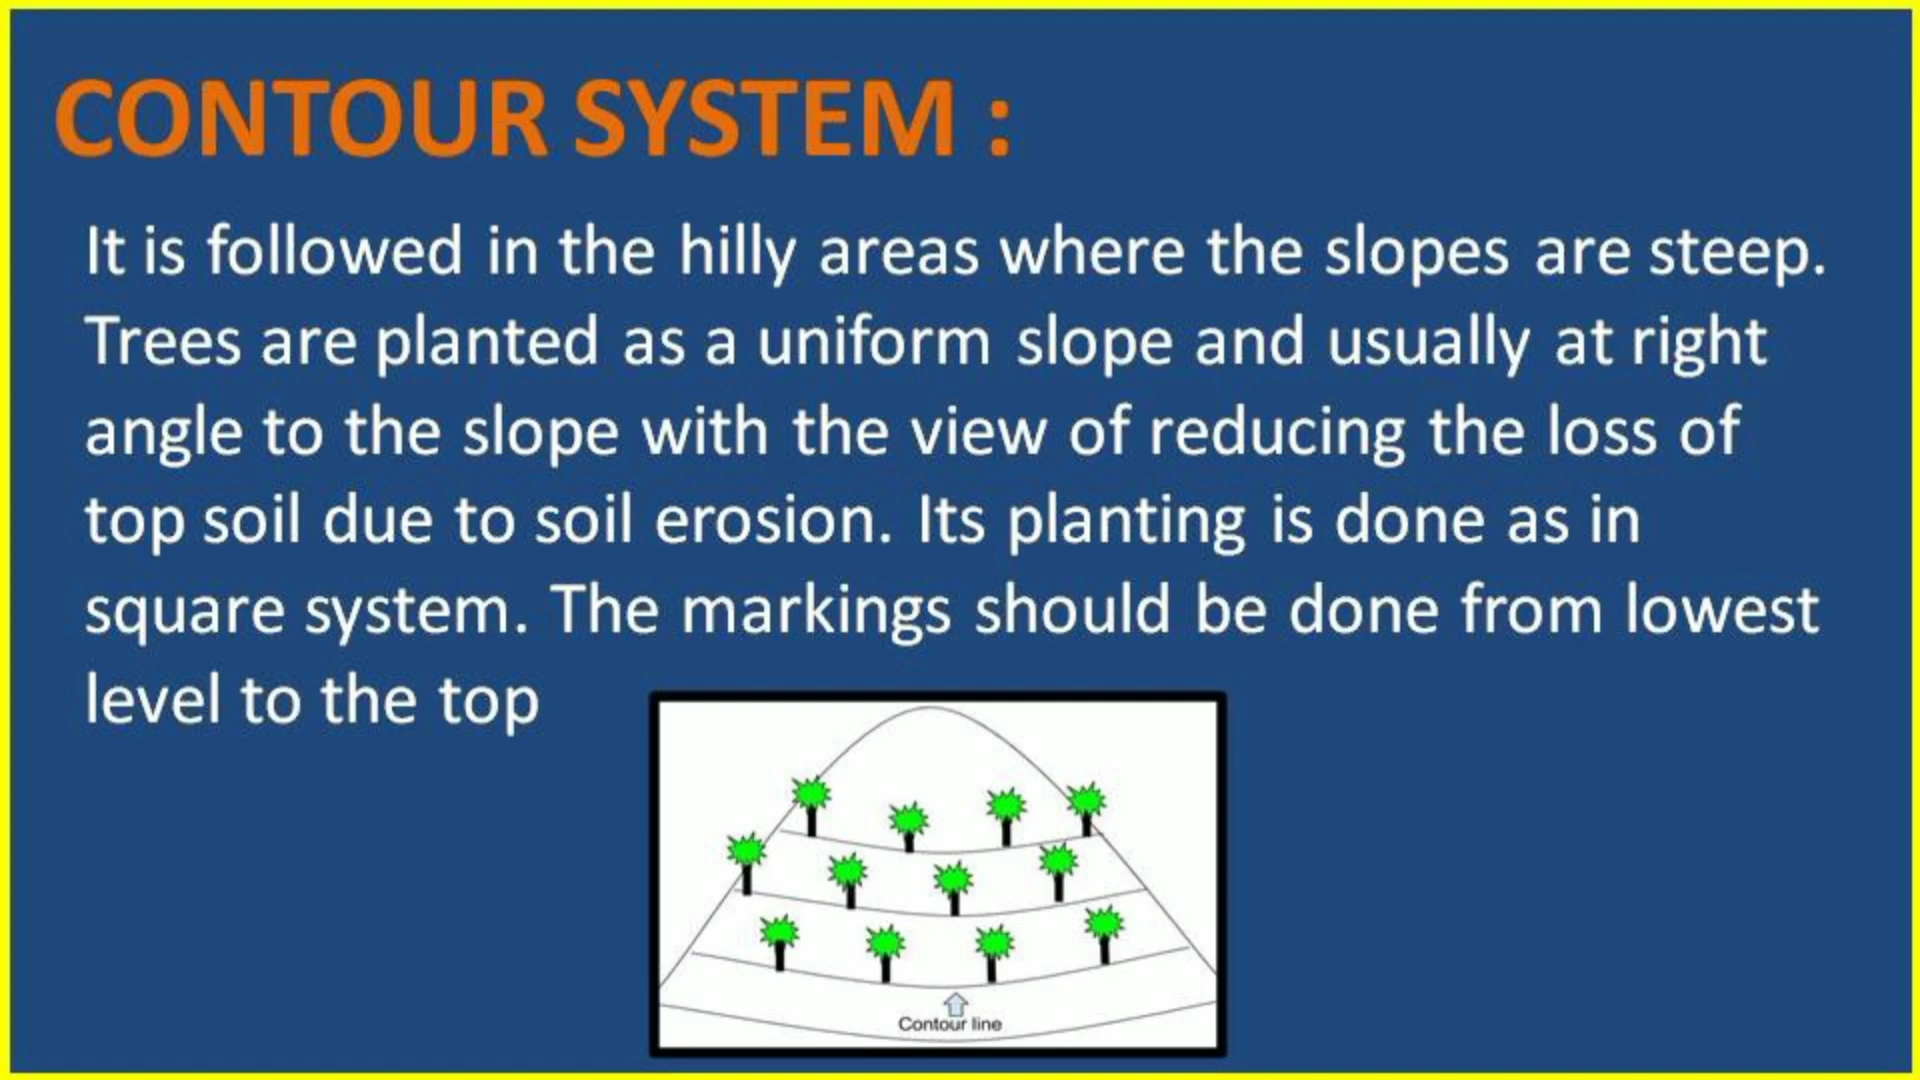 CONTOUR SYSTEM :
It is followed in the hilly areas where the slopes are steep.
Trees are planted as a uniform slope and usually at right
angle to the slope with the view of reducing the loss of
top soil due to soil erosion. Its planting is done as in
square system. The markings should be done from lowest
level to the top
Contour line